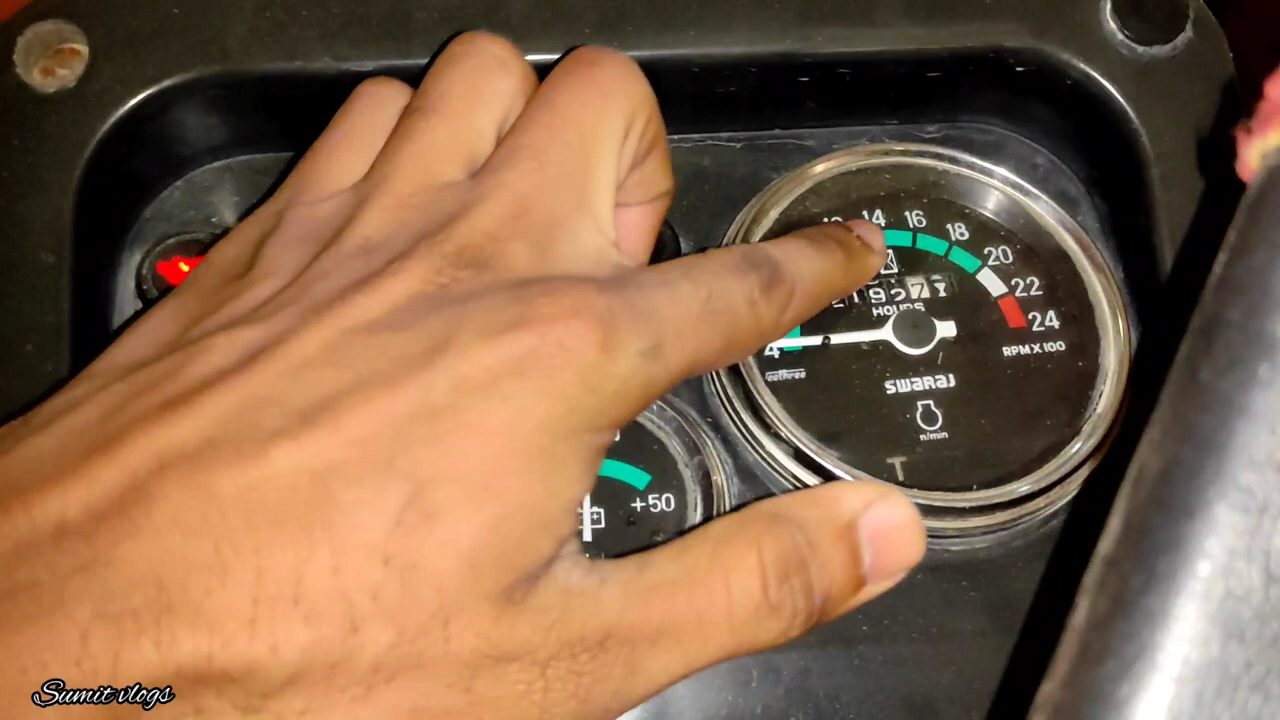 14 16
18
20
22
24
HOURS
RPM X 100
4
SWARAJ
n/min
T
+50
Sumit vlogs